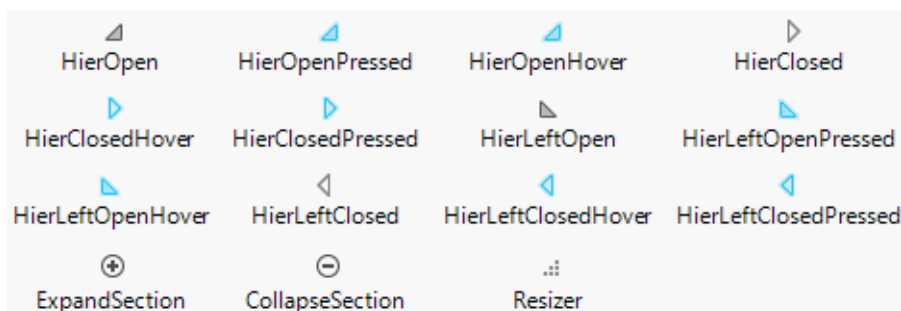 HierOpen HierOpenPressed HierOpenHover HierClosed
HierClosedHover HierClosedPressed HierLeftOpen HierLeftOpenPressed
HierLeftOpenHover HierLeftClosed HierLeftClosedHover HierLeftClosedPressed
ExpandSection CollapseSection Resizer